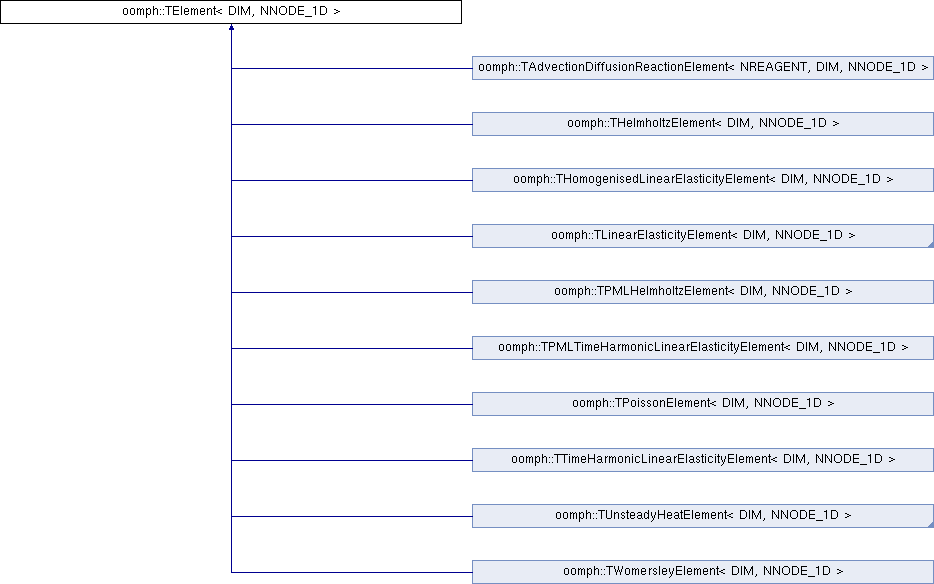 oomph::TElement< DIM, NNODE_1D >
oomph::TAdvectionDiffusionReactionElement< NREAGENT, DIM, NNODE_1D >
oomph::THelmholtzElement< DIM, NNODE_1D >
oomph::THomogenisedLinearElasticityElement< DIM, NNODE_1D >
oomph::TLinearElasticityElement< DIM, NNODE_1D >
oomph::TPMLHelmholtzElement< DIM, NNODE_1D >
oomph::TPMLTimeHarmonicLinearElasticityElement< DIM, NNODE_1D >
oomph::TPoissonElement< DIM, NNODE_1D >
oomph::TTimeHarmonicLinearElasticityElement< DIM, NNODE_1D >
oomph::TUnsteadyHeatElement< DIM, NNODE_1D >
oomph::TWomersleyElement< DIM, NNODE_1D >